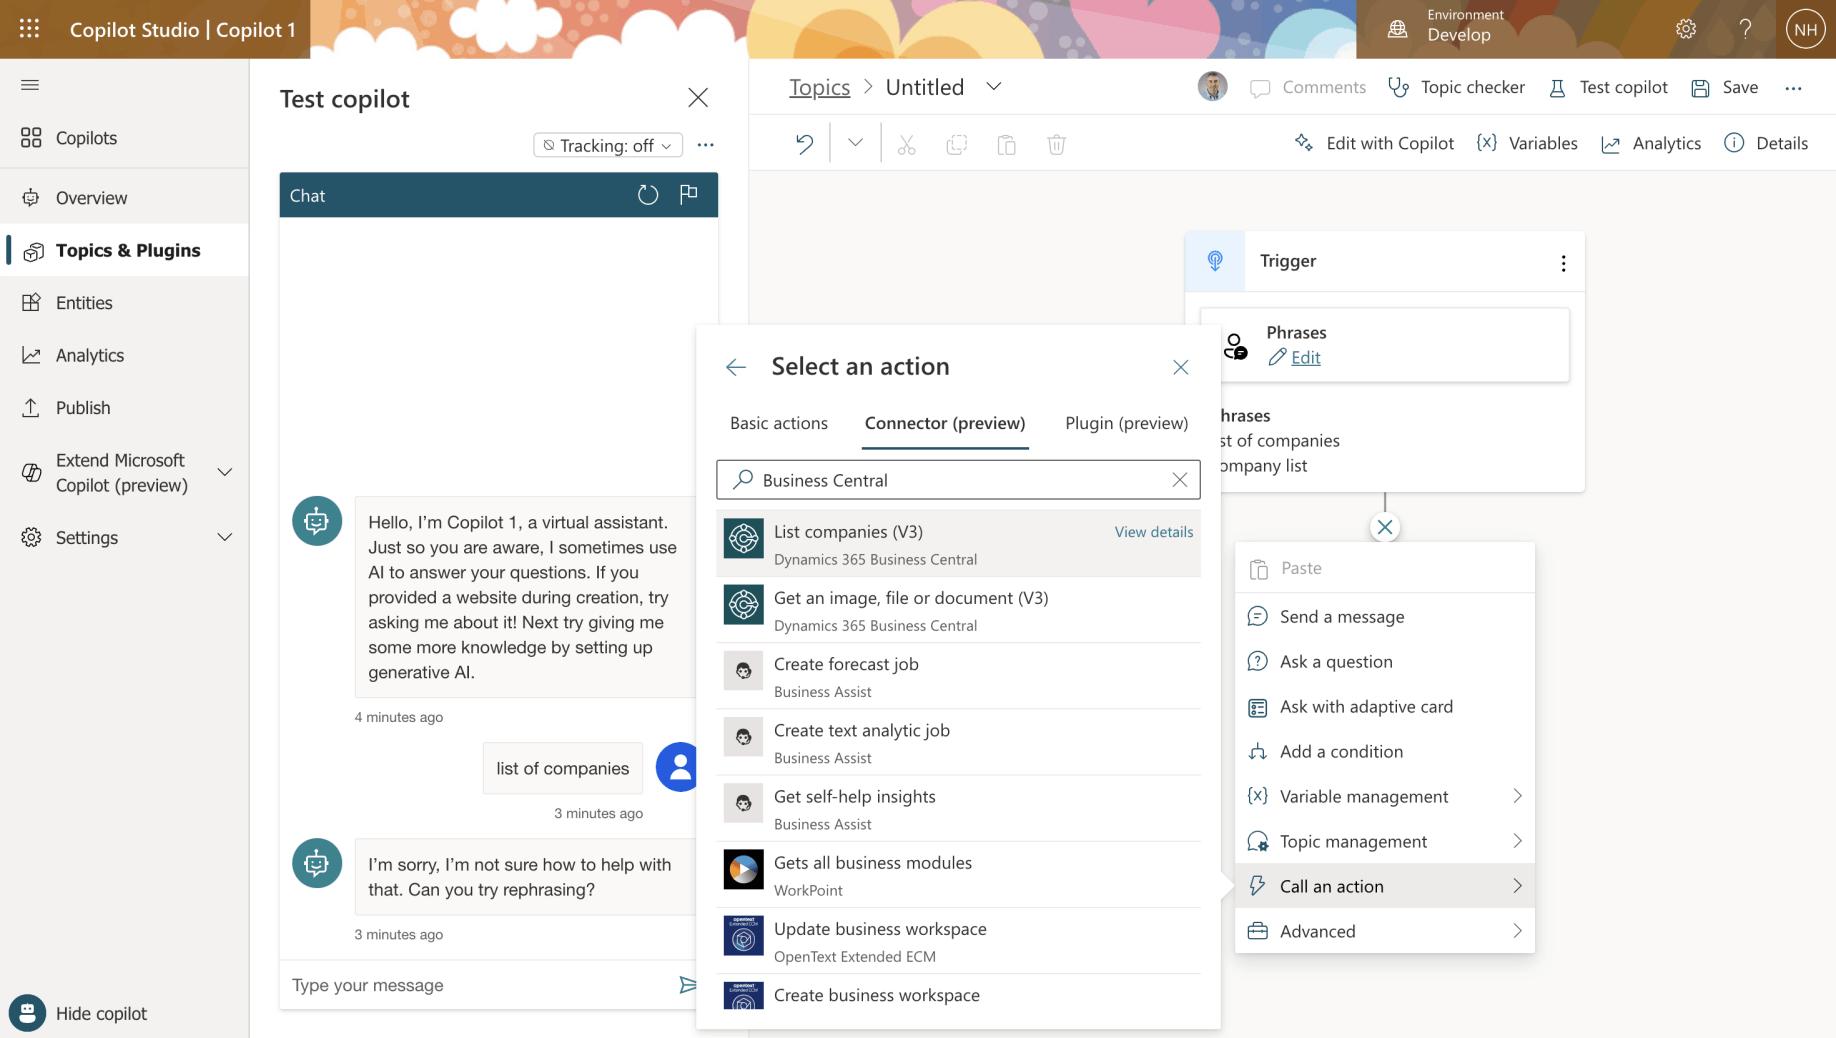 Copilot Studio | Copilot 1
Environment
Develop
NH
Copilots
Overview
Topics & Plugins
Entities
Analytics
Publish
Extend Microsoft
Copilot (preview)
Settings
Hide copilot
Test copilot
Tracking: off
Chat
Hello, I'm Copilot 1, a virtual assistant.
Just so you are aware, I sometimes use
AI to answer your questions. If you
provided a website during creation, try
asking me about it! Next try giving me
some more knowledge by setting up
generative AI.
4 minutes ago
list of companies
3 minutes ago
I'm sorry, I'm not sure how to help with
that. Can you try rephrasing?
3 minutes ago
Type your message
Topics > Untitled
Comments
Topic checker
Test copilot
Save
Edit with Copilot
Variables
Analytics
Details
Trigger
Phrases
Edit
hrases
st of companies
ompany list
Select an action
Basic actions
Connector (preview)
Plugin (preview)
Business Central
List companies (V3)
View details
Dynamics 365 Business Central
Get an image, file or document (V3)
Dynamics 365 Business Central
Create forecast job
Business Assist
Create text analytic job
Business Assist
Get self-help insights
Business Assist
Gets all business modules
WorkPoint
opentext
Extended ECM
Update business workspace
OpenText Extended ECM
opentext
Extended ECM
Create business workspace
Paste
Send a message
Ask a question
Ask with adaptive card
Add a condition
{x} Variable management
Topic management
Call an action
Advanced